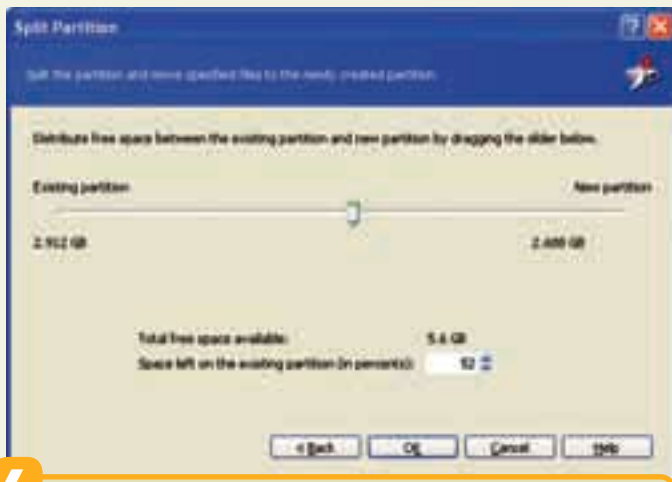 Split Partition
Split the partition and move specified files to the newly created partition.
Distribute free space between the existing partition and new partition by dragging the slider below.
Existing partition New partition
2.912 GB 2.688 GB
Total free space available: 5.6 GB
Space left on the existing partition (in percents): 52
< Back OK Cancel Help